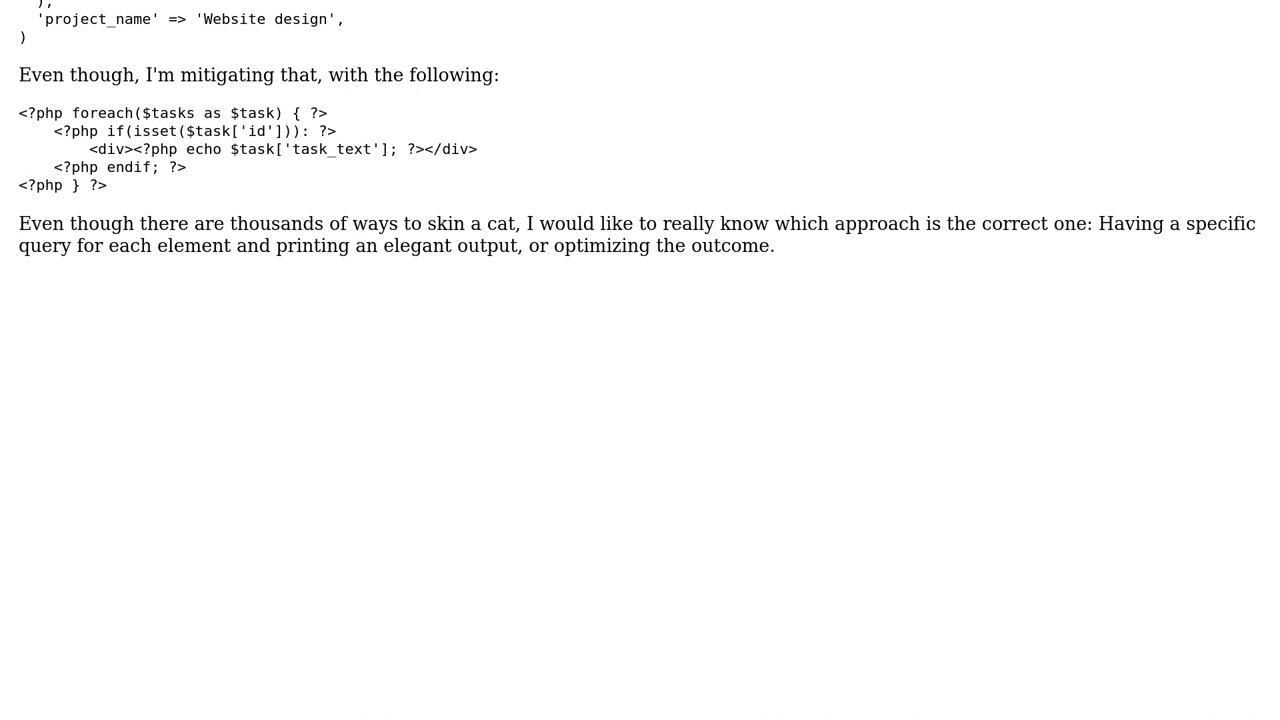 ),
  'project_name' => 'Website design',
)
Even though, I'm mitigating that, with the following:
<?php foreach($tasks as $task) { ?>
    <?php if(isset($task['id'])): ?>
        <div><?php echo $task['task_text']; ?></div>
    <?php endif; ?>
<?php } ?>
Even though there are thousands of ways to skin a cat, I would like to really know which approach is the correct one: Having a specific
query for each element and printing an elegant output, or optimizing the outcome.